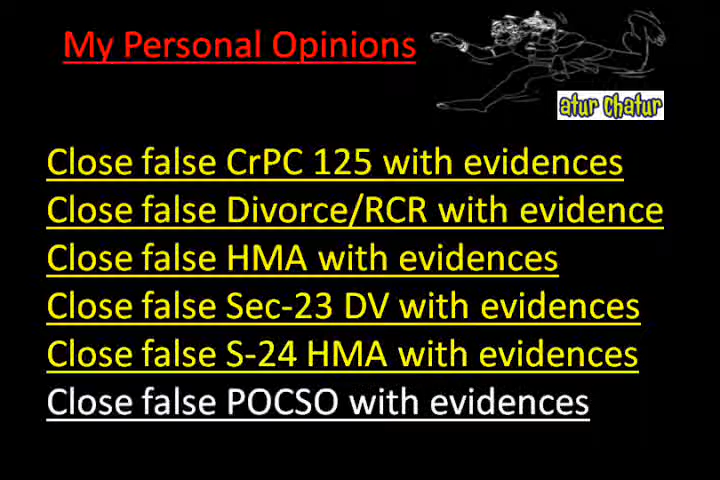 My Personal Opinions
atur Chatur
Close false CrPC 125 with evidences
Close false Divorce/RCR with evidence
Close false HMA with evidences
Close false Sec-23 DV with evidences
Close false S-24 HMA with evidences
Close false POCSO with evidences